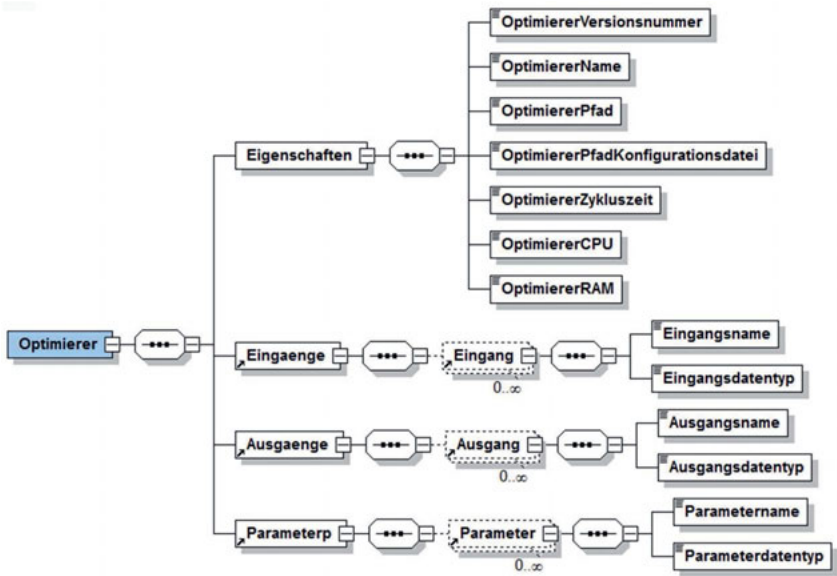 OptimiererVersionsnummer
OptimiererName
OptimiererPfad
Eigenschaften
OptimiererPfadKonfigurationsdatei
OptimiererZykluszeit
OptimiererCPU
OptimiererRAM
Optimierer
Eingaenge
Eingang
0..∞
Eingangsname
Eingangsdatentyp
Ausgaenge
Ausgang
0..∞
Ausgangsname
Ausgangsdatentyp
Parameterp
Parameter
0..∞
Parametername
Parameterdatentyp